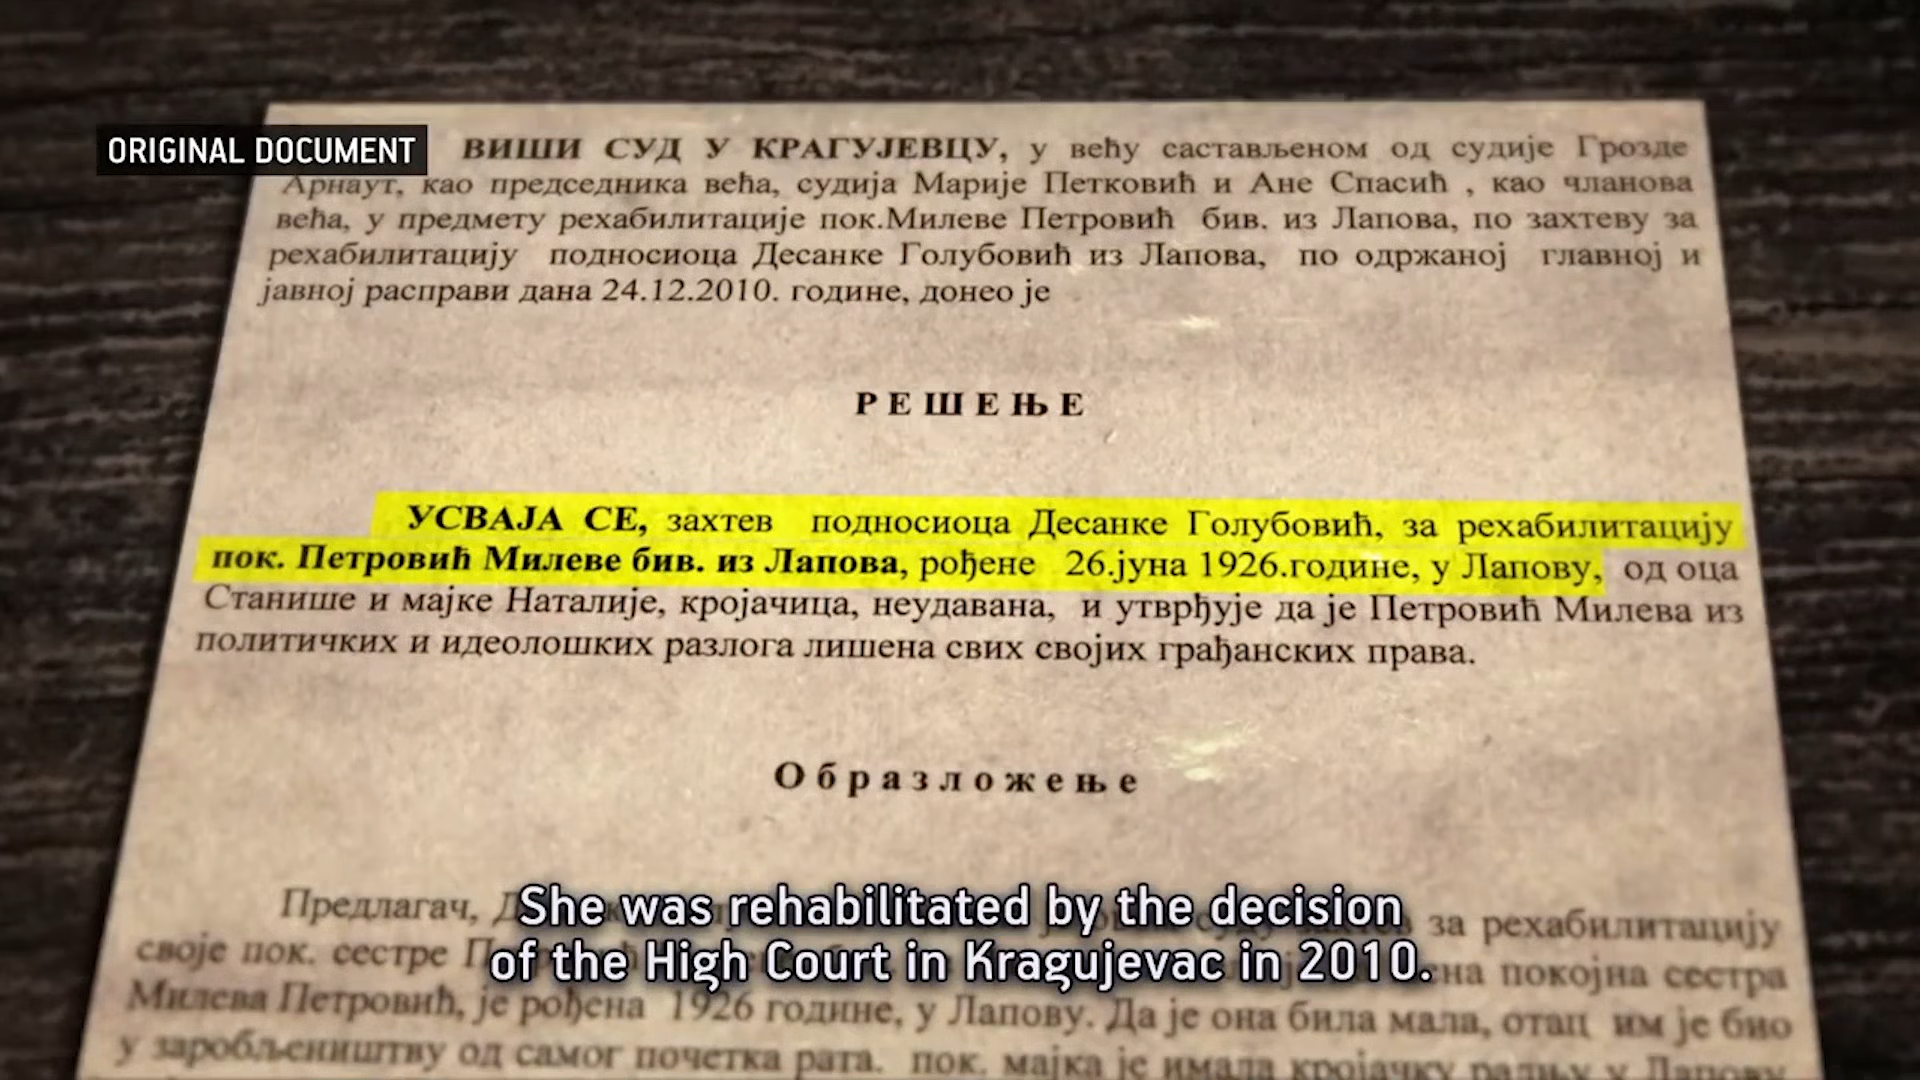 ORIGINAL DOCUMENT
ВИШИ СУД У КРАГУЈЕВЦУ, у већу састављеном од судије Грозде
Арнаут, као председника већа, судија Марије Петковић и Ане Спасић , као чланова
већа, у предмету рехабилитације пок.Милеве Петровић бив. из Лапова, по захтеву за
рехабилитацију подносиоца Десанке Голубовић из Лапова, по одржаној главној и
јавној расправи дана 24.12.2010. године, донео је
РЕШЕЊЕ
УСВАЈА СЕ, захтев подносиоца Десанке Голубовић, за рехабилитацију
пок. Петровић Милеве бив. из Лапова, рођене 26.јуна 1926.године, у Лапову, од оца
Станише и мајке Наталије, кројачица, неудавана, и утврђује да је Петровић Милева из
политичких и идеолошких разлога лишена свих својих грађанских права.
Образложење
Предлагач, за рехабилитацију
своје пок. сестре покојна сестра
Милева Петровић, је рођена 1926 године, у Лапову. Да је она била мала, отац им је био
у заробљеништву од самог почетка рата. пок. мајка је имала кројачку радњу у Лапову
She was rehabilitated by the decision
of the High Court in Kragujevac in 2010.